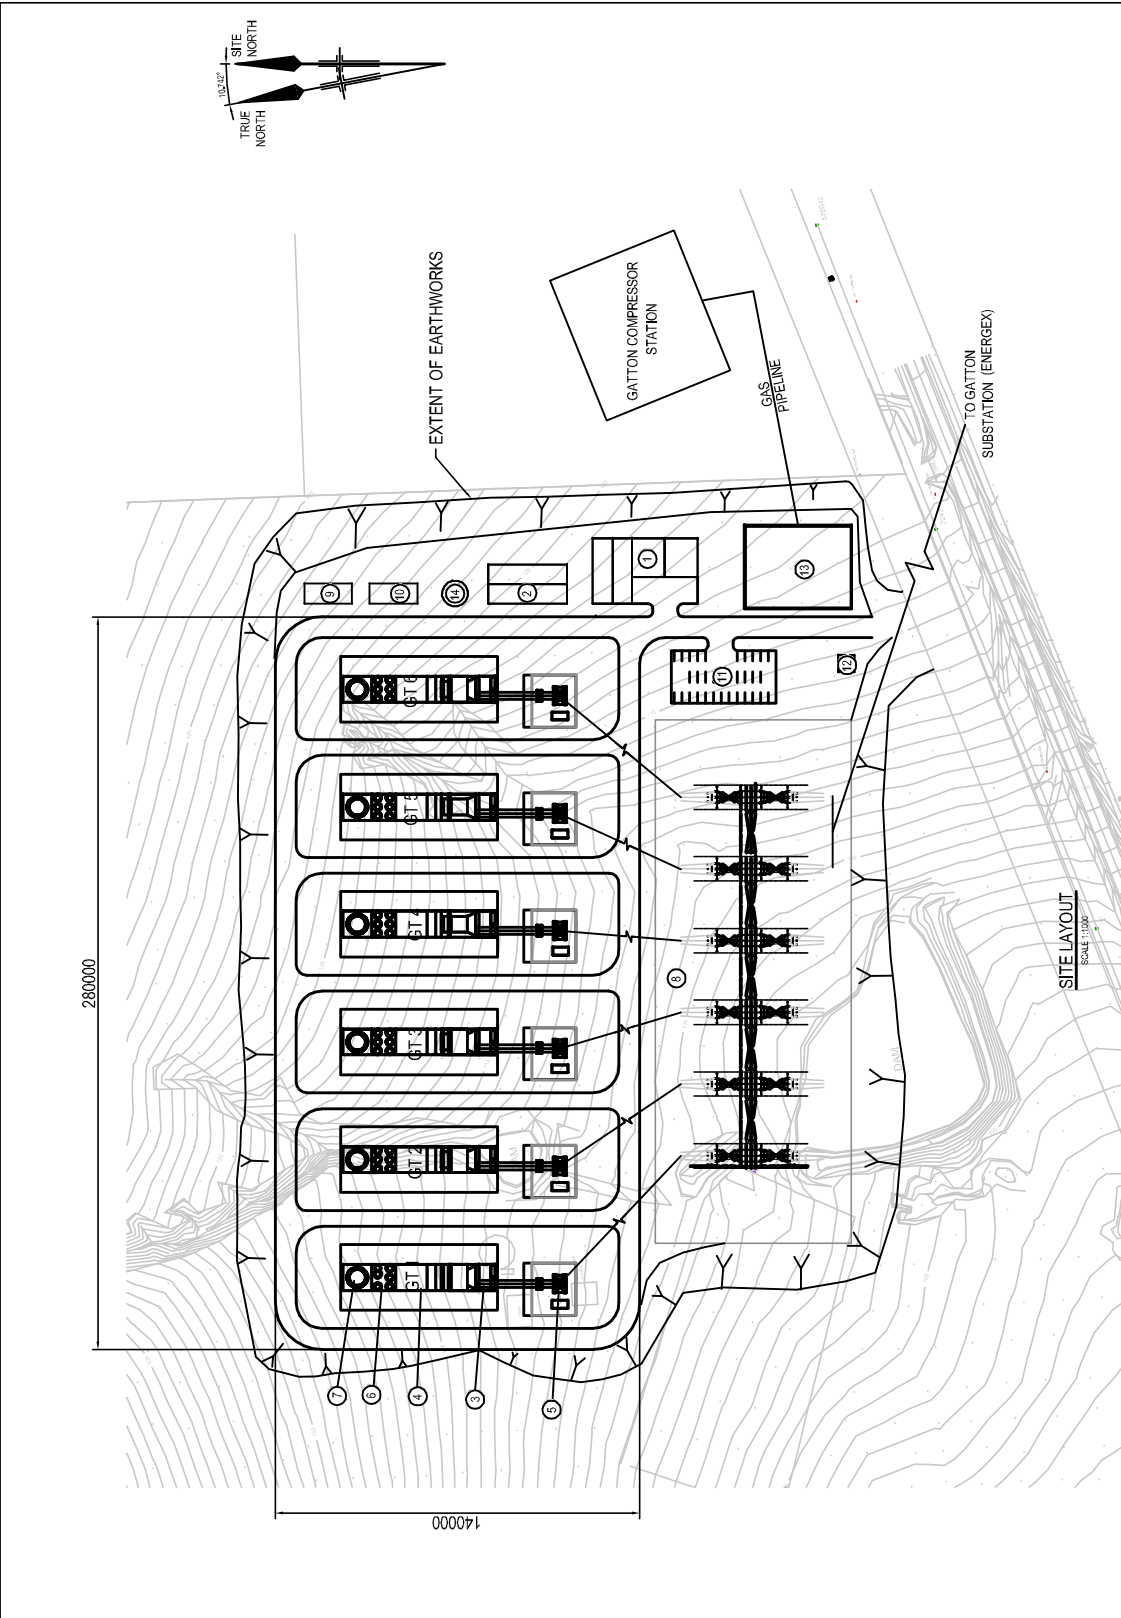 SITE
NORTH
10.742°
TRUE
NORTH
EXTENT OF EARTHWORKS
GATTON COMPRESSOR
STATION
GAS
PIPELINE
TO GATTON
SUBSTATION (ENERGEX)
280000
140000
9
10
14
2
1
13
11
12
8
GT 6
GT 5
GT 4
GT 3
GT 2
GT 1
7
6
4
3
5
DAM
SITE LAYOUT
SCALE 1:1000